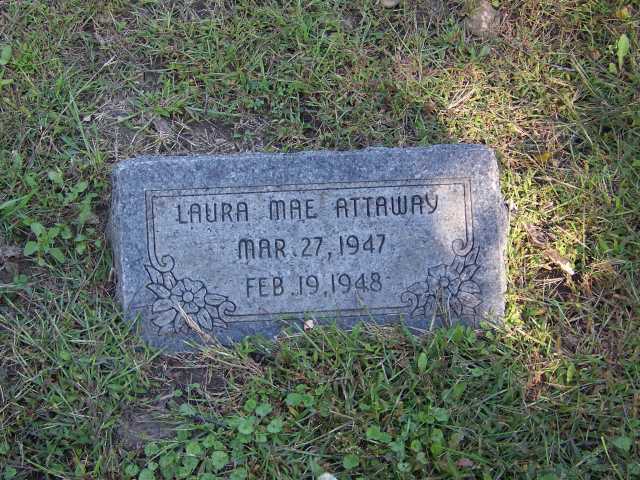 LAURA MAE ATTAWAY
MAR. 27, 1947
FEB. 19, 1948